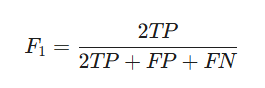 F₁ = 2TP / (2TP + FP + FN)